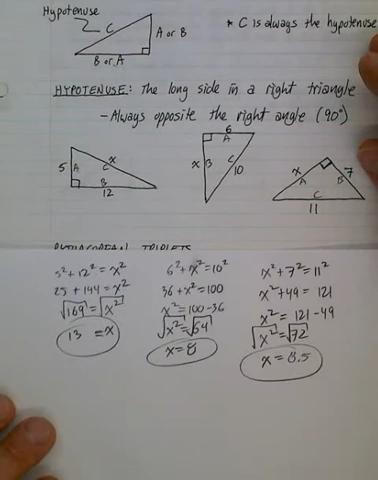 Hypotenuse
C
A or B
B or A
* C is always the hypotenuse
HYPOTENUSE: The long side in a right triangle
- Always opposite the right angle (90°)
5 A C x
B
12
6
A
x B C 10
x A B 7
C
11
5² + 12² = x²
25 + 144 = x²
√169 = √x²
13 = x
6² + x² = 10²
36 + x² = 100
x² = 100 - 36
√x² = √64
x = 8
x² + 7² = 11²
x² + 49 = 121
x² = 121 - 49
√x² = √72
x = 8.5